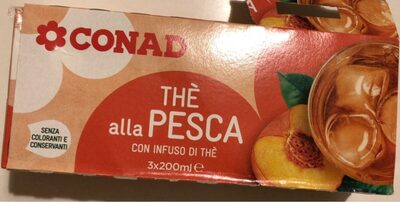 CONAD
THÈ
alla PESCA
CON INFUSO DI THÈ
3x200ml ℮
SENZA
COLORANTI E
CONSERVANTI